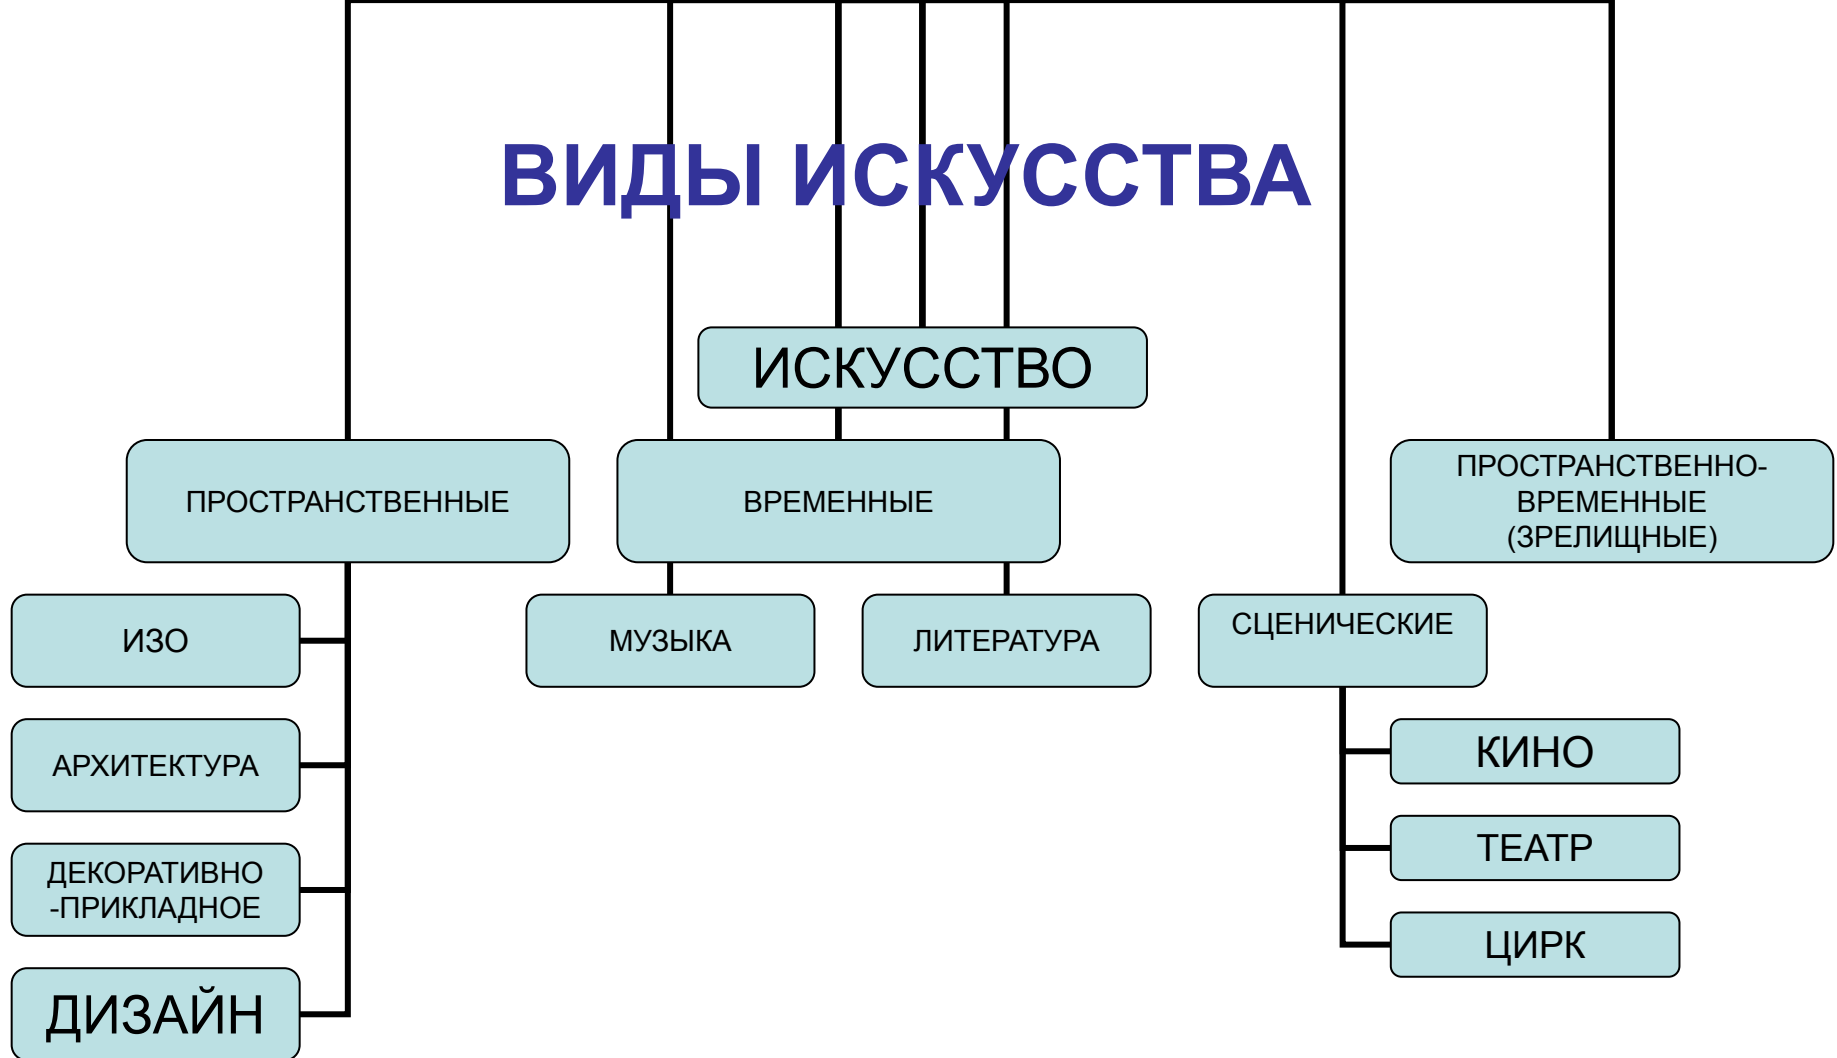 ВИДЫ ИСКУССТВА
ИСКУССТВО
ПРОСТРАНСТВЕННЫЕ
ВРЕМЕННЫЕ
ПРОСТРАНСТВЕННО-
ВРЕМЕННЫЕ
(ЗРЕЛИЩНЫЕ)
ИЗО
МУЗЫКА
ЛИТЕРАТУРА
СЦЕНИЧЕСКИЕ
АРХИТЕКТУРА
КИНО
ДЕКОРАТИВНО
-ПРИКЛАДНОЕ
ТЕАТР
ЦИРК
ДИЗАЙН